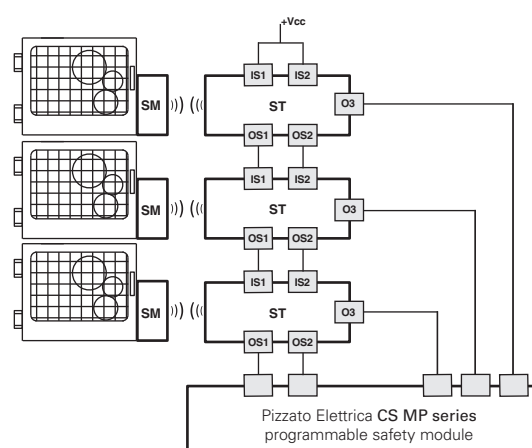 +Vcc
IS1 IS2
SM ST O3
OS1 OS2
IS1 IS2
SM ST O3
OS1 OS2
IS1 IS2
SM ST O3
OS1 OS2
Pizzato Elettrica CS MP series
programmable safety module